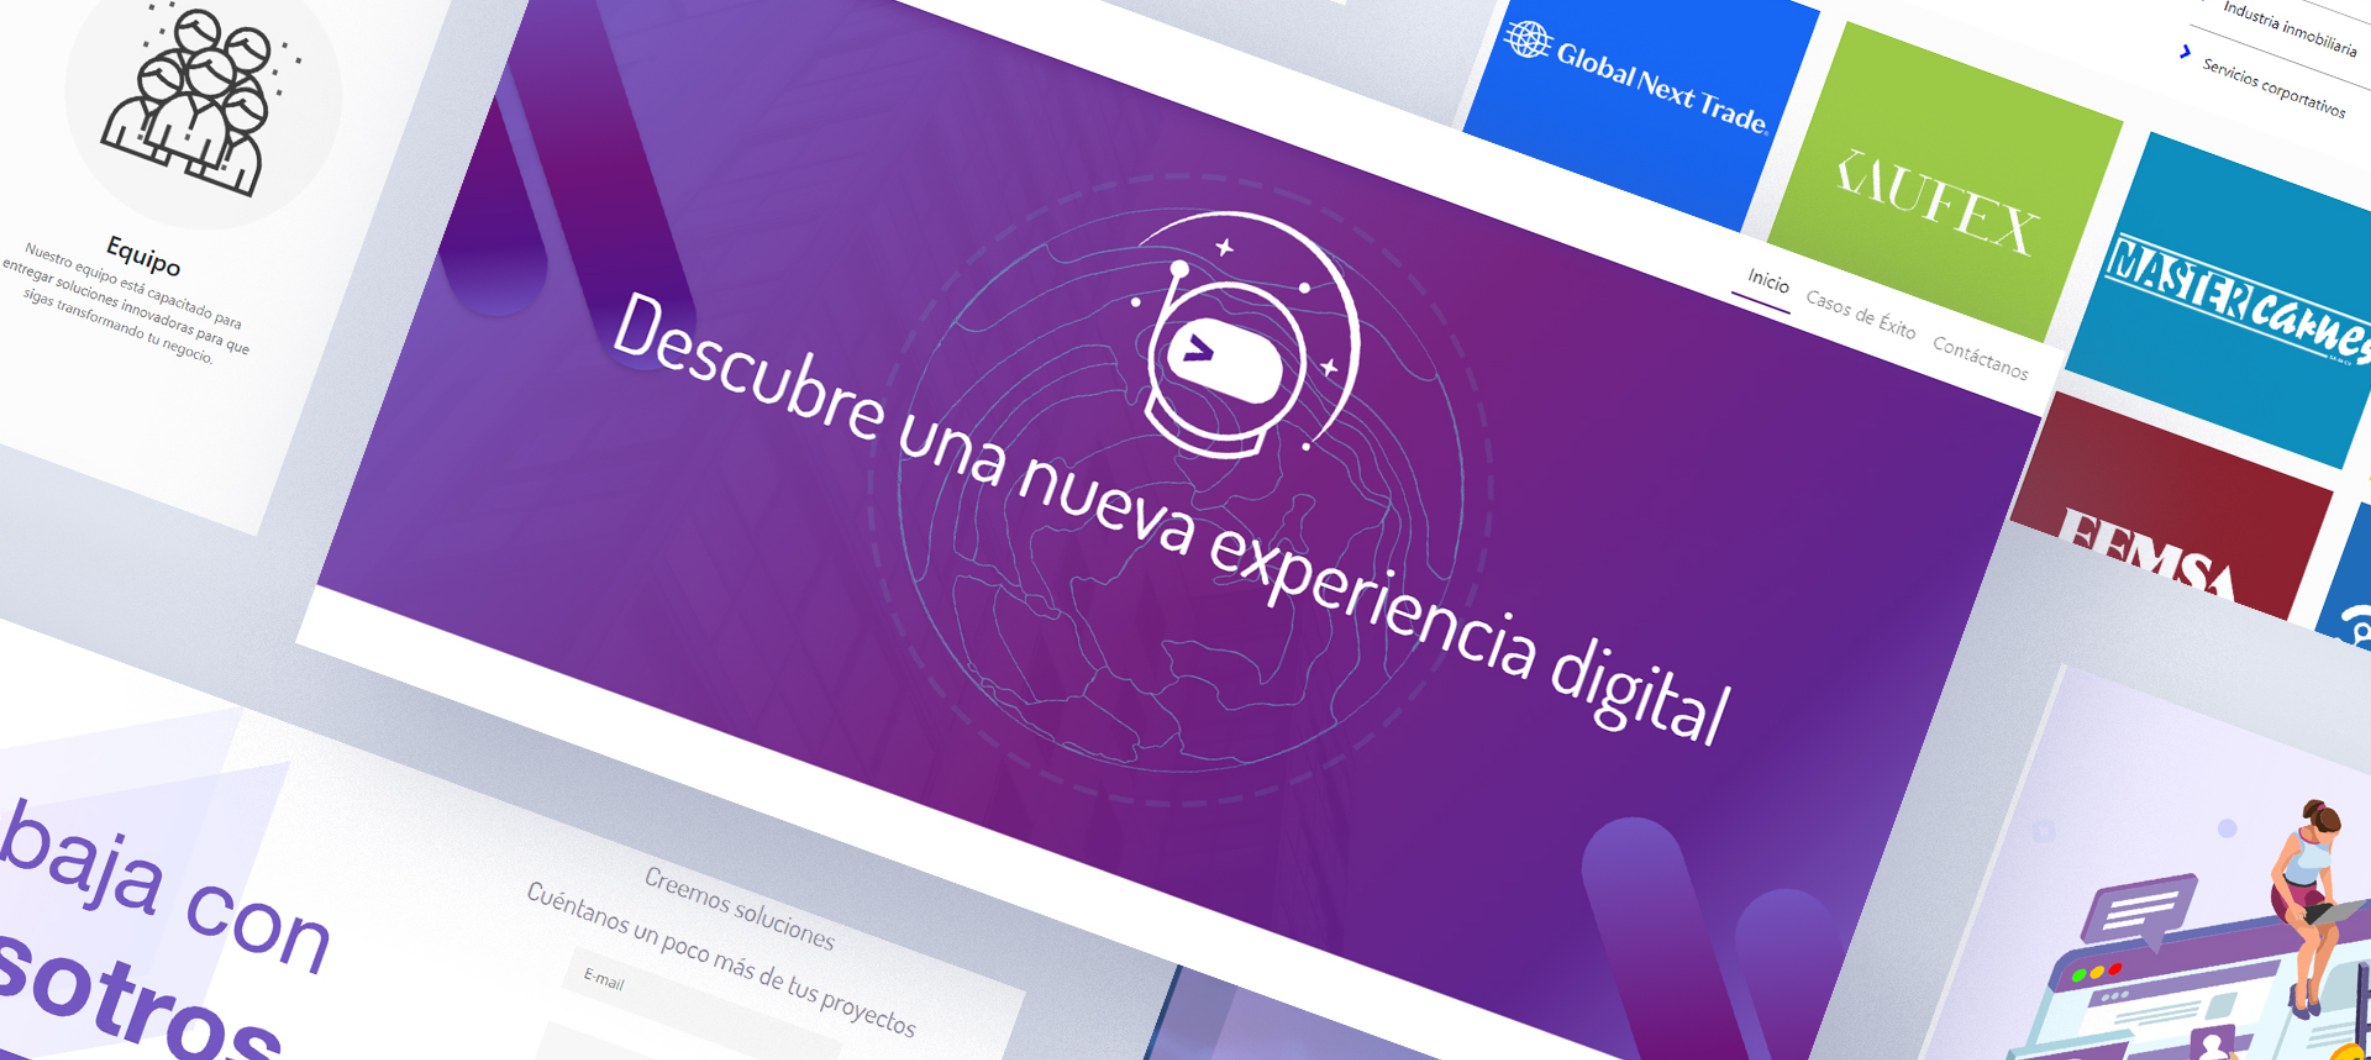 Equipo
Nuestro equipo está capacitado para
entregar soluciones innovadoras para que
sigas transformando tu negocio.
Descubre una nueva experiencia digital
Inicio
Casos de Éxito
Contáctanos
Global Next Trade
KAUFEX
MASTER Carnes
Industria inmobiliaria
Servicios corportativos
baja con
sotros
Creemos soluciones
Cuéntanos un poco más de tus proyectos
E-mail